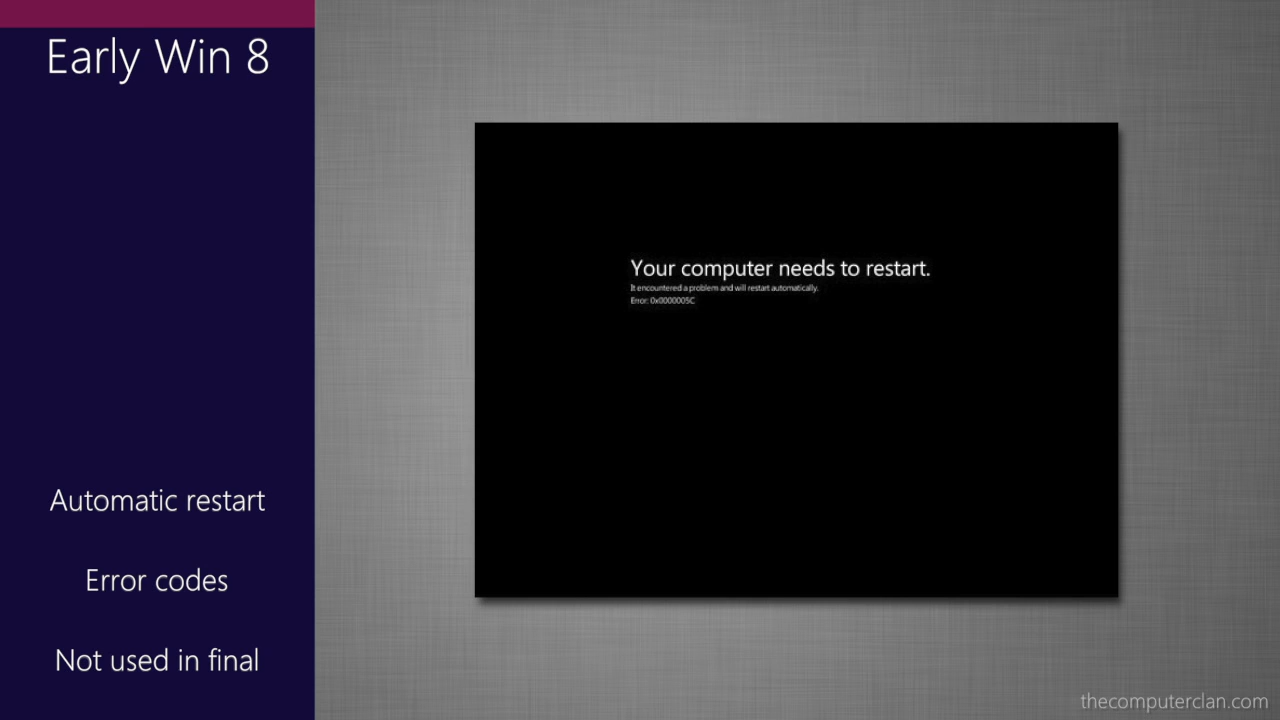 Early Win 8
Automatic restart
Error codes
Not used in final
Your computer needs to restart.
It encountered a problem and will restart automatically.
Error: 0x0000005C
thecomputerclan.com